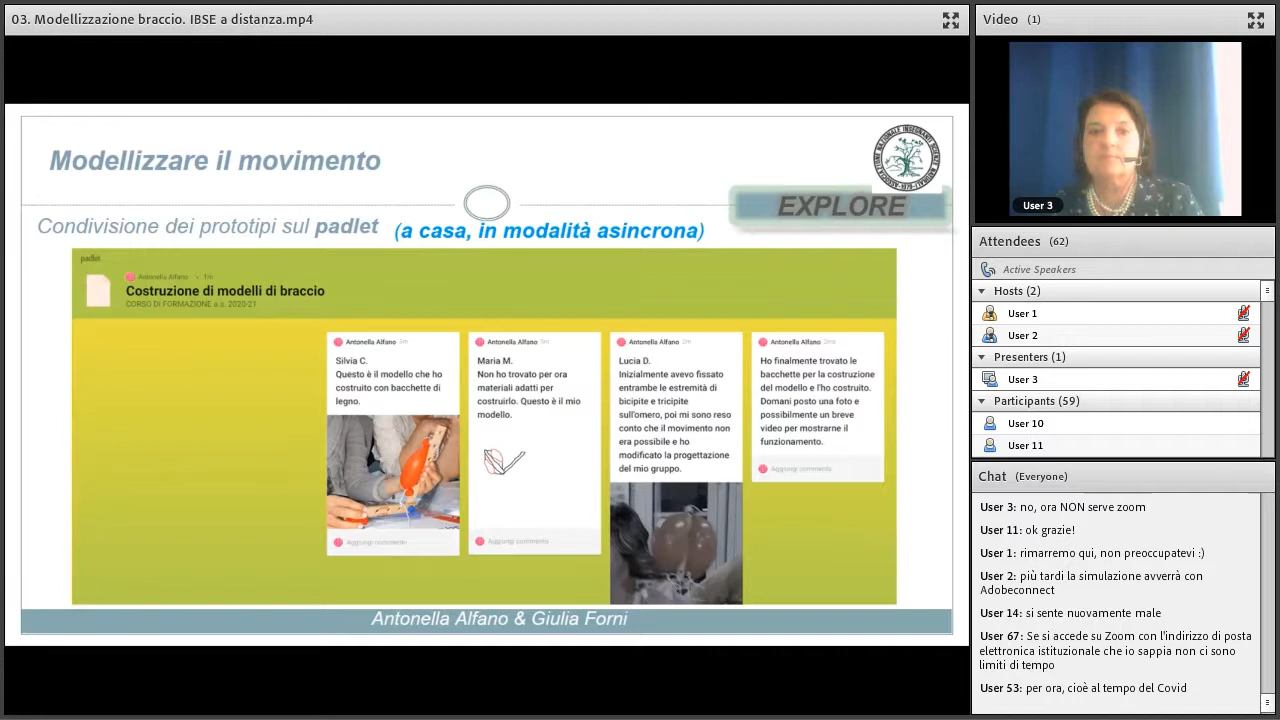 03. Modellizzazione braccio. IBSE a distanza.mp4
Modellizzare il movimento
ASSOCIAZIONE NAZIONALE INSEGNANTI SCIENZE NATURALI
EXPLORE
Condivisione dei prototipi sul padlet (a casa, in modalità asincrona)
padlet
Antonella Alfano • 1m
Costruzione di modelli di braccio
CORSO DI FORMAZIONE a.s. 2020-21
Antonella Alfano
Silvia C.
Questo è il modello che ho
costruito con bacchette di
legno.
Aggiungi commento
Antonella Alfano
Maria M.
Non ho trovato per ora
materiali adatti per
costruirlo. Questo è il mio
modello.
Aggiungi commento
Antonella Alfano
Lucia D.
Inizialmente avevo fissato
entrambe le estremità di
bicipite e tricipite
sull'omero, poi mi sono reso
conto che il movimento non
era possibile e ho
modificato la progettazione
del mio gruppo.
Antonella Alfano
Ho finalmente trovato le
bacchette per la costruzione
del modello e l'ho costruito.
Domani posto una foto e
possibilmente un breve
video per mostrarne il
funzionamento.
Aggiungi commento
Antonella Alfano & Giulia Forni
Video (1)
User 3
Attendees (62)
Active Speakers
Hosts (2)
User 1
User 2
Presenters (1)
User 3
Participants (59)
User 10
User 11
Chat (Everyone)
User 3: no, ora NON serve zoom
User 11: ok grazie!
User 1: rimarremo qui, non preoccupatevi :)
User 2: più tardi la simulazione avverrà con
Adobeconnect
User 14: si sente nuovamente male
User 67: Se si accede su Zoom con l'indirizzo di posta
elettronica istituzionale che io sappia non ci sono
limiti di tempo
User 53: per ora, cioè al tempo del Covid